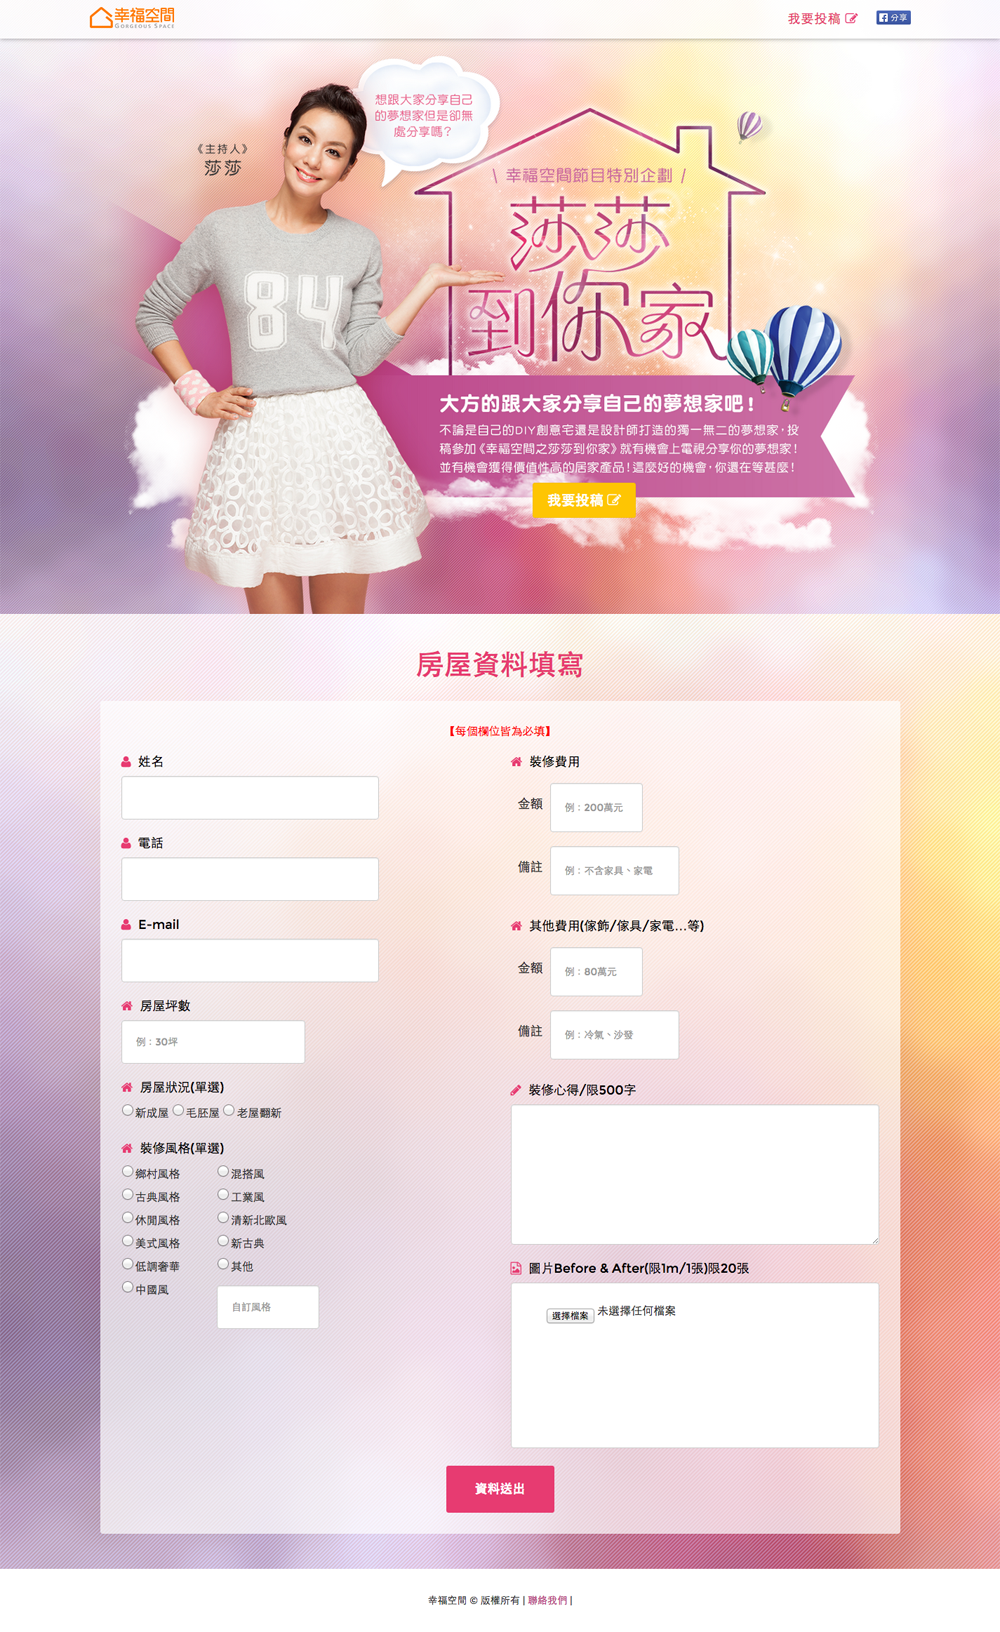 幸福空間
GORGEOUS SPACE
我要投稿
分享
想跟大家分享自己
的夢想家但是卻無
處分享嗎？
《主持人》
莎莎
\ 幸福空間節目特別企劃 /
莎莎
到你家
84
大方的跟大家分享自己的夢想家吧！
不論是自己的DIY創意宅還是設計師打造的獨一無二的夢想家，投
稿參加《幸福空間之莎莎到你家》就有機會上電視分享你的夢想家！
並有機會獲得價值性高的居家產品！這麼好的機會，你還在等甚麼！
我要投稿
房屋資料填寫
【每個欄位皆為必填】
姓名
電話
E-mail
房屋坪數
例：30坪
房屋狀況(單選)
新成屋 毛胚屋 老屋翻新
裝修風格(單選)
鄉村風格 混搭風
古典風格 工業風
休閒風格 清新北歐風
美式風格 新古典
低調奢華 其他
中國風
自訂風格
裝修費用
金額 例：200萬元
備註 例：不含家具、家電
其他費用(傢飾/傢具/家電...等)
金額 例：80萬元
備註 例：冷氣、沙發
裝修心得/限500字
圖片Before & After(限1m/1張)限20張
選擇檔案 未選擇任何檔案
資料送出
幸福空間 © 版權所有 | 聯絡我們 |